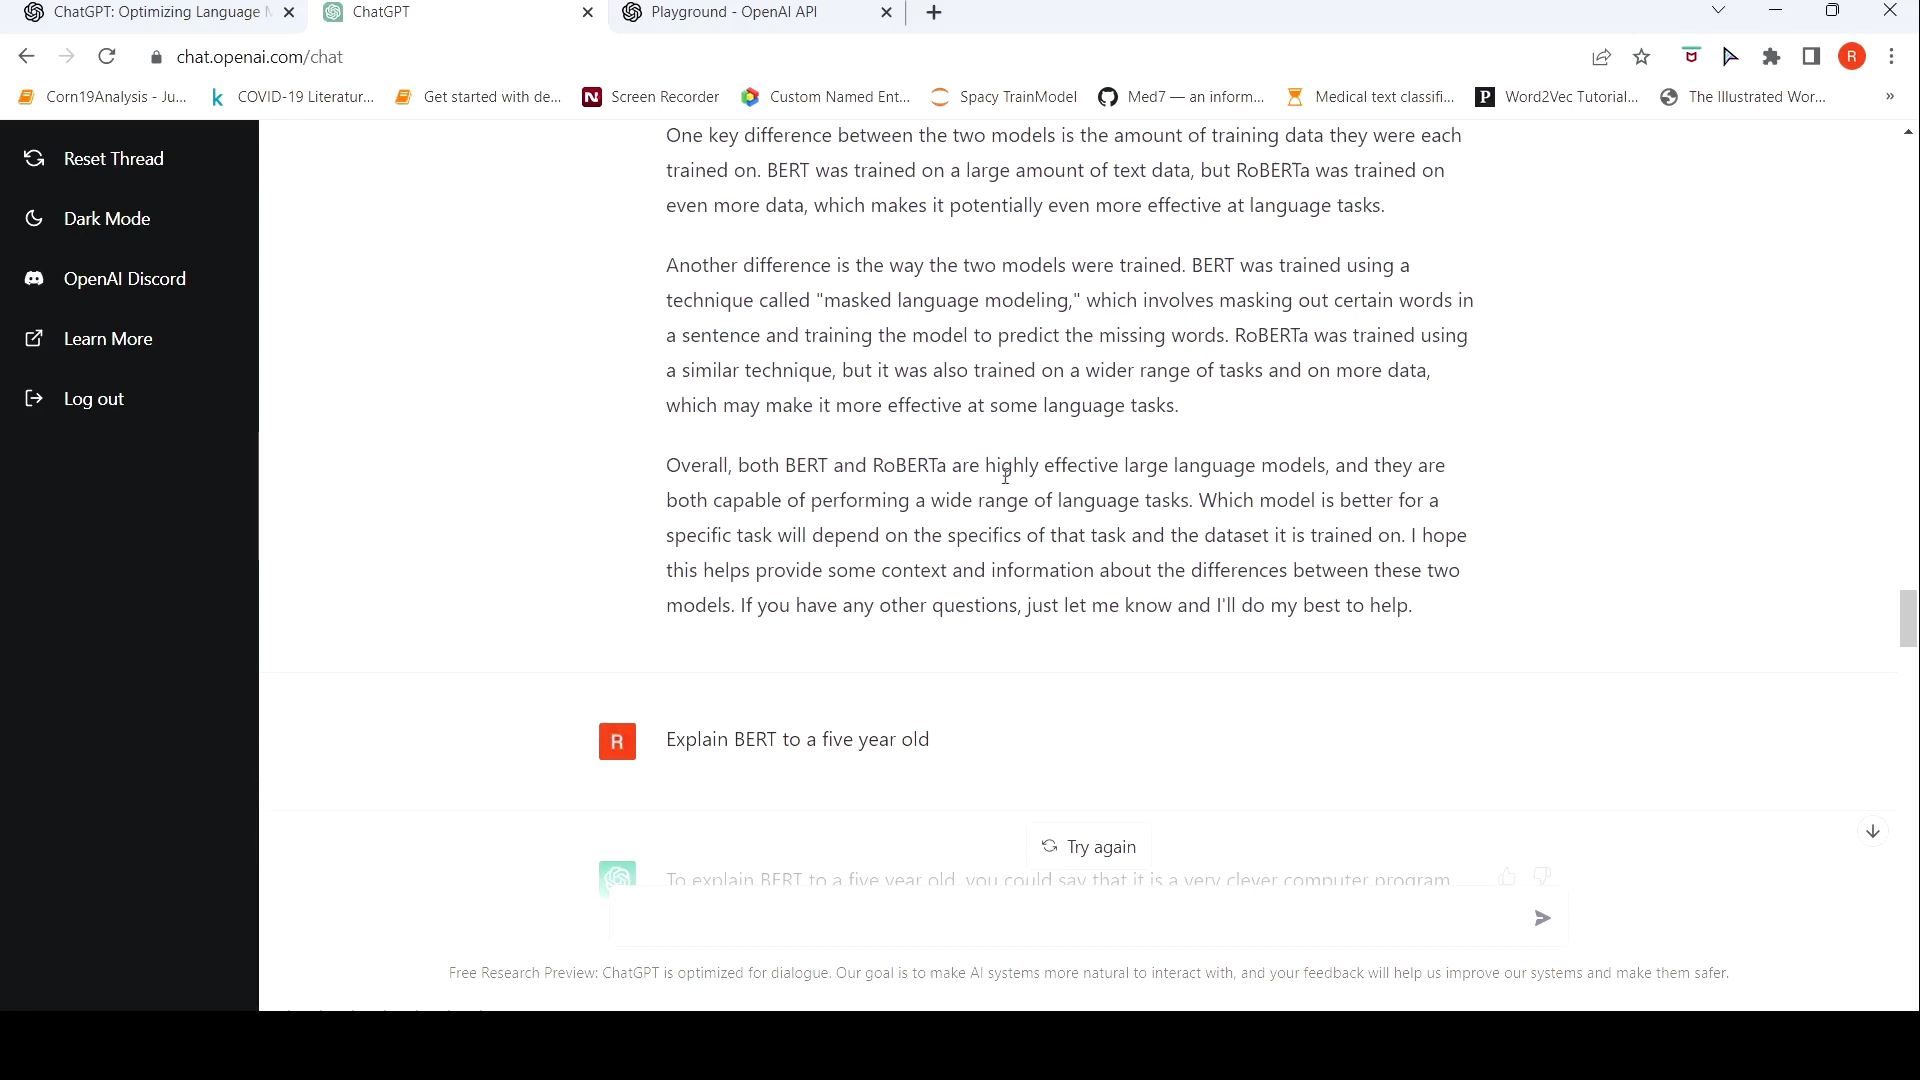 ChatGPT: Optimizing Language
ChatGPT
Playground - OpenAI API
chat.openai.com/chat
R
Corn19Analysis - Ju...
COVID-19 Literatur...
Get started with de...
N
Screen Recorder
Custom Named Ent...
Spacy TrainModel
Med7 — an inform...
Medical text classifi...
P
Word2Vec Tutorial...
The Illustrated Wor...
»
Reset Thread
Dark Mode
OpenAI Discord
Learn More
Log out
One key difference between the two models is the amount of training data they were each
trained on. BERT was trained on a large amount of text data, but RoBERTa was trained on
even more data, which makes it potentially even more effective at language tasks.
Another difference is the way the two models were trained. BERT was trained using a
technique called "masked language modeling," which involves masking out certain words in
a sentence and training the model to predict the missing words. RoBERTa was trained using
a similar technique, but it was also trained on a wider range of tasks and on more data,
which may make it more effective at some language tasks.
Overall, both BERT and RoBERTa are highly effective large language models, and they are
both capable of performing a wide range of language tasks. Which model is better for a
specific task will depend on the specifics of that task and the dataset it is trained on. I hope
this helps provide some context and information about the differences between these two
models. If you have any other questions, just let me know and I'll do my best to help.
R
Explain BERT to a five year old
Try again
To explain BERT to a five year old, you could say that it is a very clever computer program
Free Research Preview: ChatGPT is optimized for dialogue. Our goal is to make AI systems more natural to interact with, and your feedback will help us improve our systems and make them safer.